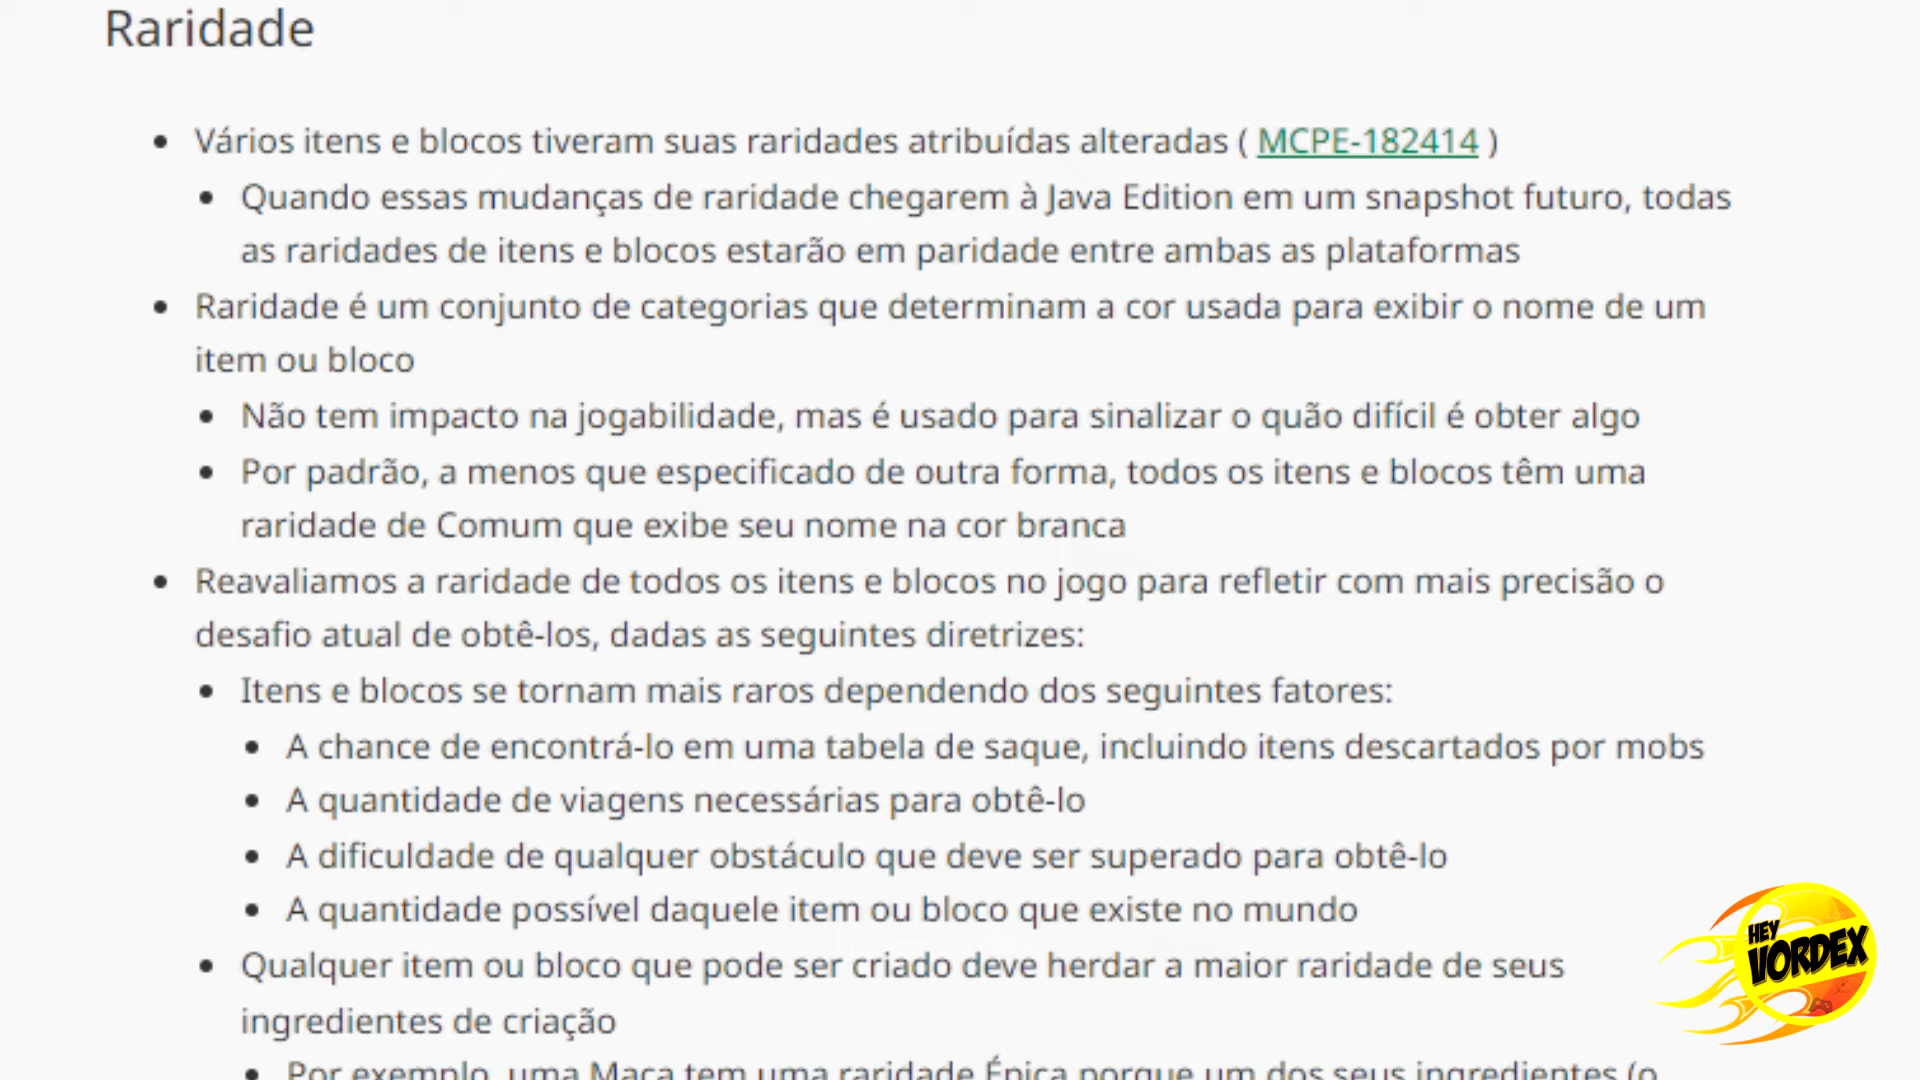 Raridade
Vários itens e blocos tiveram suas raridades atribuídas alteradas ( MCPE-182414 )
Quando essas mudanças de raridade chegarem à Java Edition em um snapshot futuro, todas
as raridades de itens e blocos estarão em paridade entre ambas as plataformas
Raridade é um conjunto de categorias que determinam a cor usada para exibir o nome de um
item ou bloco
Não tem impacto na jogabilidade, mas é usado para sinalizar o quão difícil é obter algo
Por padrão, a menos que especificado de outra forma, todos os itens e blocos têm uma
raridade de Comum que exibe seu nome na cor branca
Reavaliamos a raridade de todos os itens e blocos no jogo para refletir com mais precisão o
desafio atual de obtê-los, dadas as seguintes diretrizes:
Itens e blocos se tornam mais raros dependendo dos seguintes fatores:
A chance de encontrá-lo em uma tabela de saque, incluindo itens descartados por mobs
A quantidade de viagens necessárias para obtê-lo
A dificuldade de qualquer obstáculo que deve ser superado para obtê-lo
A quantidade possível daquele item ou bloco que existe no mundo
Qualquer item ou bloco que pode ser criado deve herdar a maior raridade de seus
ingredientes de criação
Por exemplo, uma Maça tem uma raridade Épica porque um dos seus ingredientes (o
HEY
VORDEX